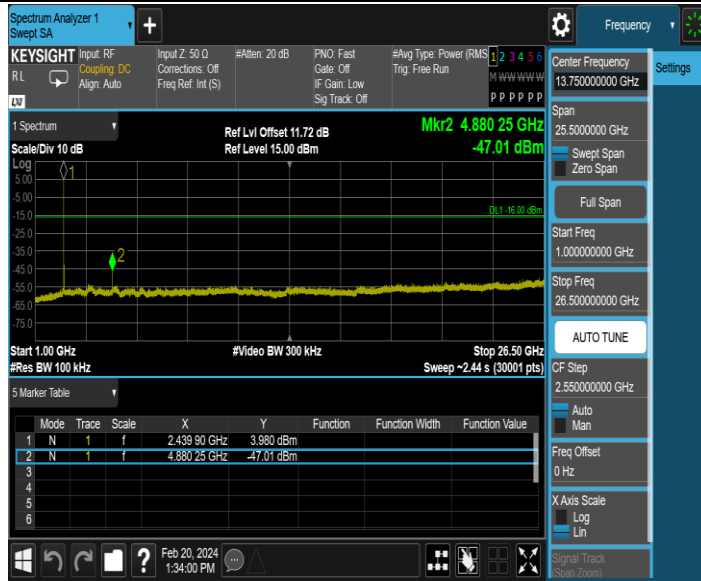 Spectrum Analyzer 1
Swept SA
Frequency
KEYSIGHT
RL
LXI
Input: RF
Coupling: DC
Align: Auto
Input Z: 50 Ω
Corrections: Off
Freq Ref: Int (S)
#Atten: 20 dB
PNO: Fast
Gate: Off
IF Gain: Low
Sig Track: Off
#Avg Type: Power (RMS
Trig: Free Run
1 2 3 4 5 6
M W W W W W
P P P P P P
Center Frequency
13.750000000 GHz
Settings
Span
25.5000000 GHz
Swept Span
Zero Span
Full Span
Start Freq
1.000000000 GHz
Stop Freq
26.500000000 GHz
AUTO TUNE
CF Step
2.550000000 GHz
Auto
Man
Freq Offset
0 Hz
X Axis Scale
Log
Lin
Signal Track
(Span Zoom)
1 Spectrum
Scale/Div 10 dB
Ref Lvl Offset 11.72 dB
Ref Level 15.00 dBm
Mkr2 4.880 25 GHz
-47.01 dBm
Log
5.00
-5.00
-15.0
-25.0
-35.0
-45.0
-55.0
-65.0
-75.0
1
2
DL1 -16.00 dBm
Start 1.00 GHz
#Video BW 300 kHz
Stop 26.50 GHz
#Res BW 100 kHz
Sweep ~2.44 s (30001 pts)
5 Marker Table
Mode Trace Scale X Y Function Function Width Function Value
1 N 1 f 2.439 90 GHz 3.980 dBm
2 N 1 f 4.880 25 GHz -47.01 dBm
3
4
5
6
?
Feb 20, 2024
1:34:00 PM